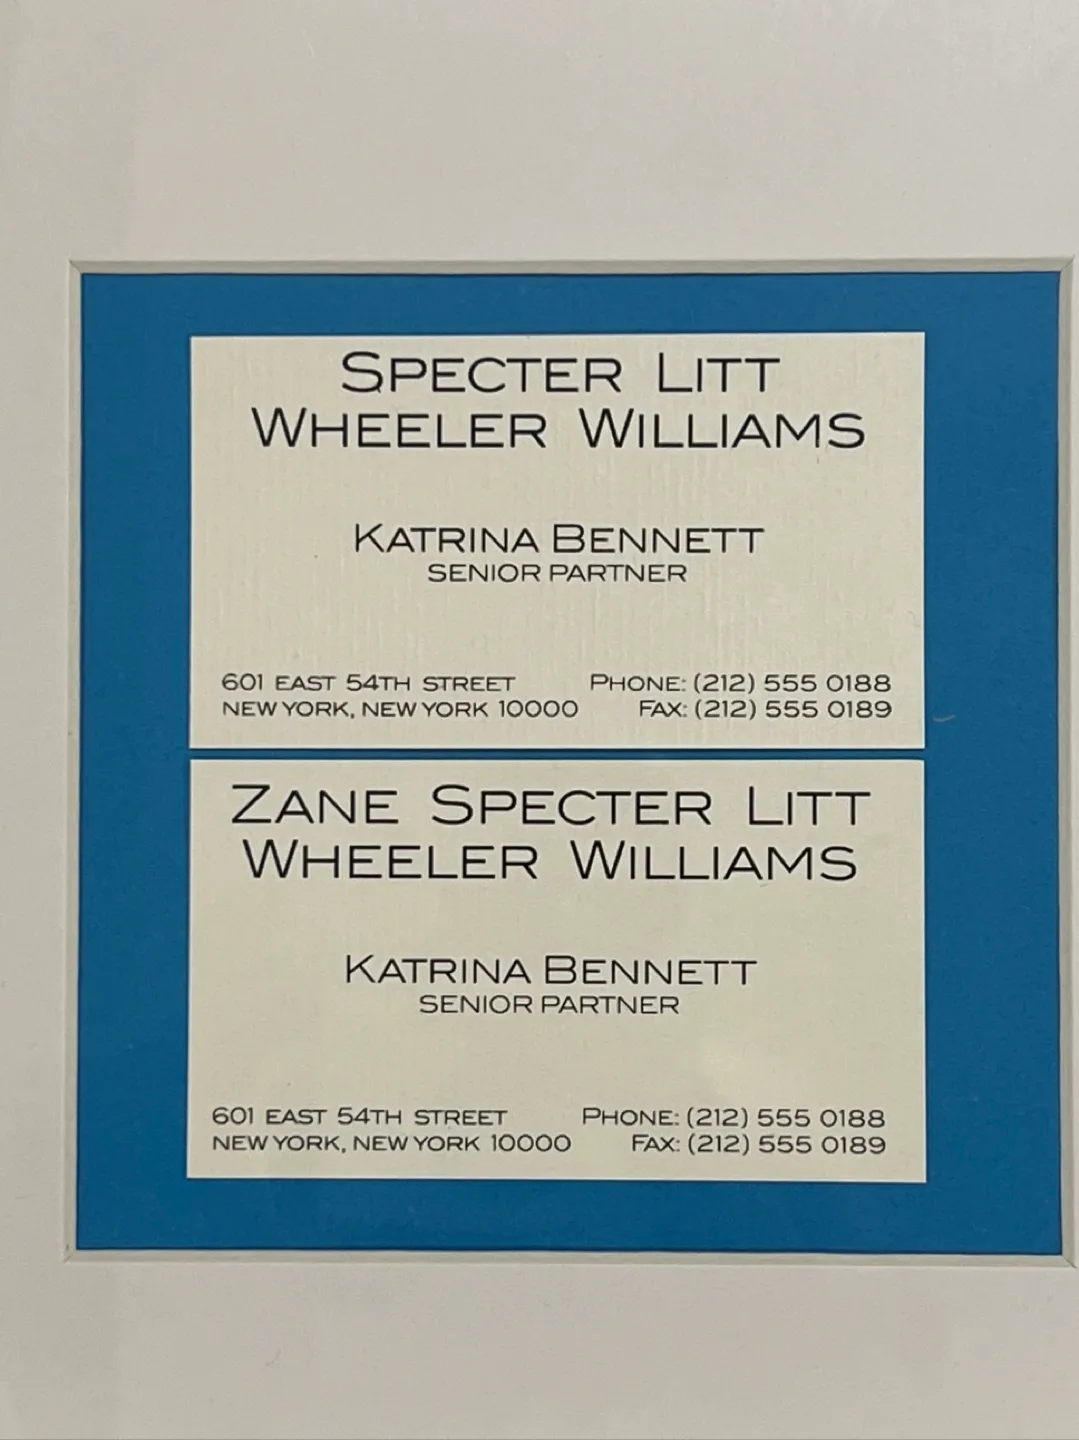 SPECTER LITT
WHEELER WILLIAMS
KATRINA BENNETT
SENIOR PARTNER
601 EAST 54TH STREET PHONE: (212) 555 0188
NEW YORK, NEW YORK 10000 FAX: (212) 555 0189
ZANE SPECTER LITT
WHEELER WILLIAMS
KATRINA BENNETT
SENIOR PARTNER
601 EAST 54TH STREET PHONE: (212) 555 0188
NEW YORK, NEW YORK 10000 FAX: (212) 555 0189